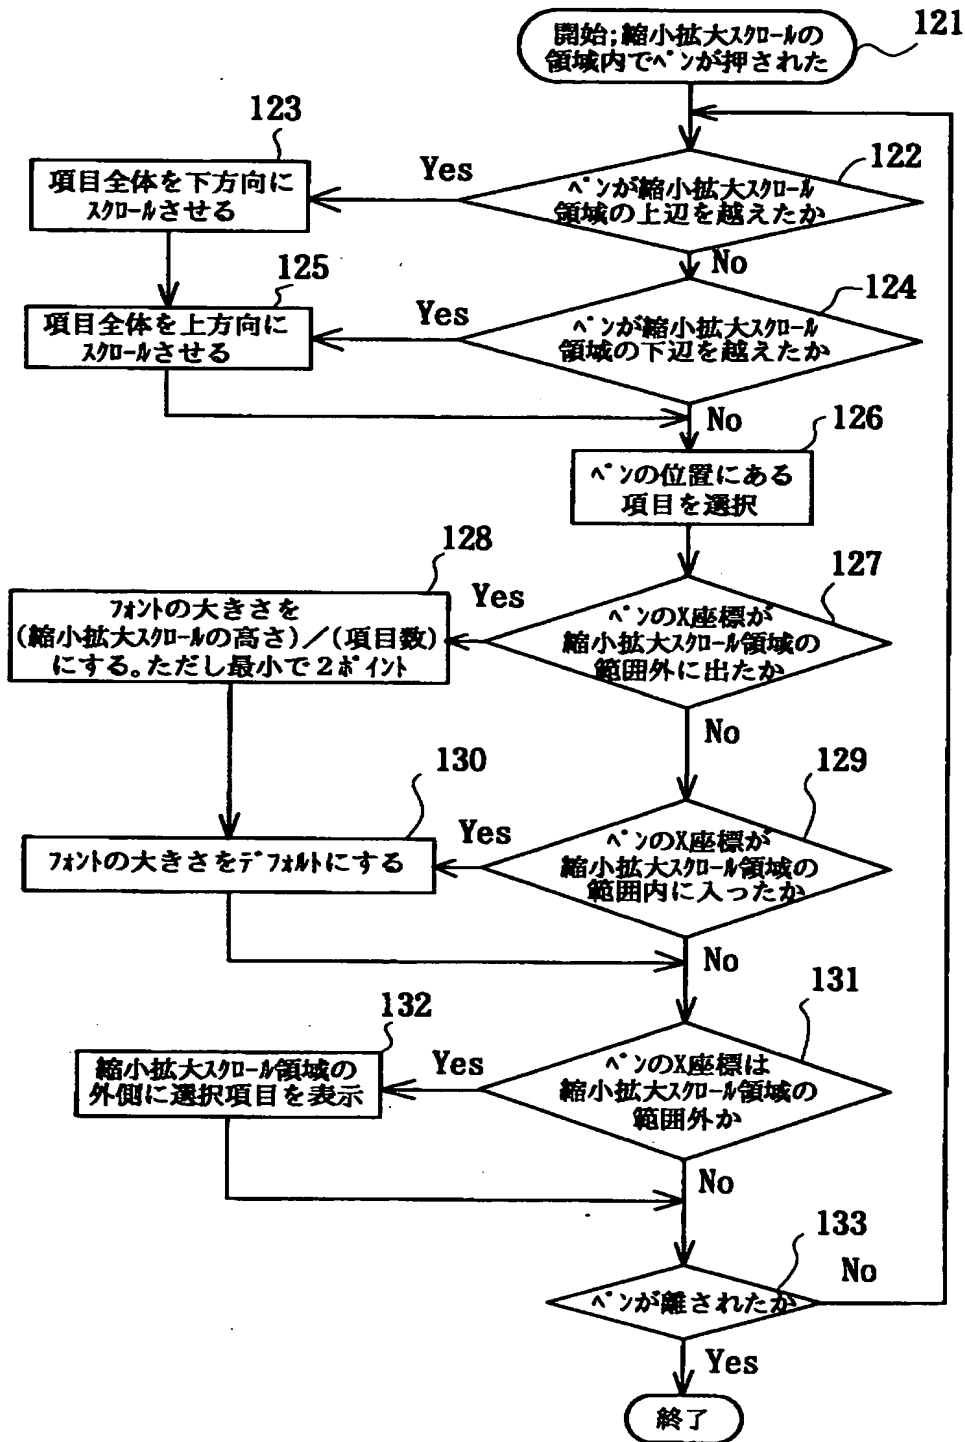 121
開始;縮小拡大スクロールの
領域内でペンが押された
123
項目全体を下方向に
スクロールさせる
Yes
122
ペンが縮小拡大スクロール
領域の上辺を越えたか
No
125
項目全体を上方向に
スクロールさせる
Yes
124
ペンが縮小拡大スクロール
領域の下辺を越えたか
No
126
ペンの位置にある
項目を選択
128
フォントの大きさを
(縮小拡大スクロールの高さ)/(項目数)
にする。ただし最小で2ポイント
Yes
127
ペンのX座標が
縮小拡大スクロール領域の
範囲外に出たか
No
130
フォントの大きさをデフォルトにする
Yes
129
ペンのX座標が
縮小拡大スクロール領域の
範囲内に入ったか
No
132
縮小拡大スクロール領域の
外側に選択項目を表示
Yes
131
ペンのX座標は
縮小拡大スクロール領域の
範囲外か
No
133
ペンが離されたか
No
Yes
終了